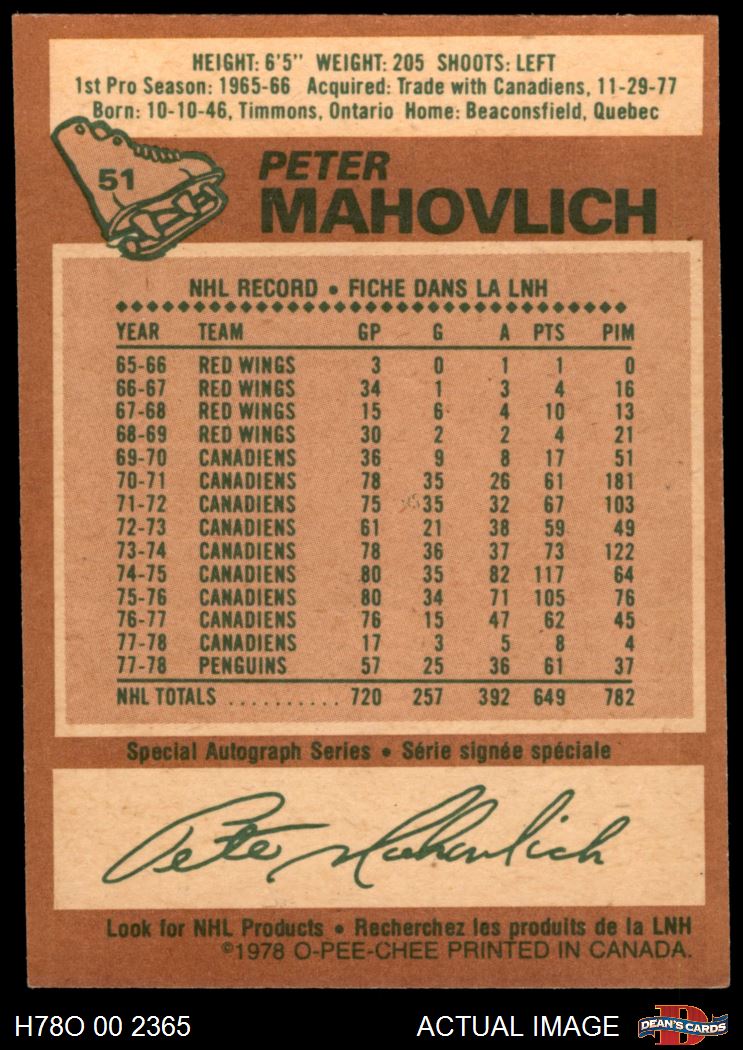 HEIGHT: 6'5" WEIGHT: 205 SHOOTS: LEFT
1st Pro Season: 1965-66 Acquired: Trade with Canadiens, 11-29-77
Born: 10-10-46, Timmons, Ontario Home: Beaconsfield, Quebec
51
PETER
MAHOVLICH
NHL RECORD • FICHE DANS LA LNH
YEAR TEAM GP G A PTS PIM
65-66 RED WINGS 3 0 1 1 0
66-67 RED WINGS 34 1 3 4 16
67-68 RED WINGS 15 6 4 10 13
68-69 RED WINGS 30 2 2 4 21
69-70 CANADIENS 36 9 8 17 51
70-71 CANADIENS 78 35 26 61 181
71-72 CANADIENS 75 35 32 67 103
72-73 CANADIENS 61 21 38 59 49
73-74 CANADIENS 78 36 37 73 122
74-75 CANADIENS 80 35 82 117 64
75-76 CANADIENS 80 34 71 105 76
76-77 CANADIENS 76 15 47 62 45
77-78 CANADIENS 17 3 5 8 4
77-78 PENGUINS 57 25 36 61 37
NHL TOTALS .......... 720 257 392 649 782
Special Autograph Series • Série signée spéciale
Pete Mahovlich
Look for NHL Products • Recherchez les produits de la LNH
©1978 O-PEE-CHEE PRINTED IN CANADA.
H78O 00 2365 ACTUAL IMAGE D DEAN'S CARDS